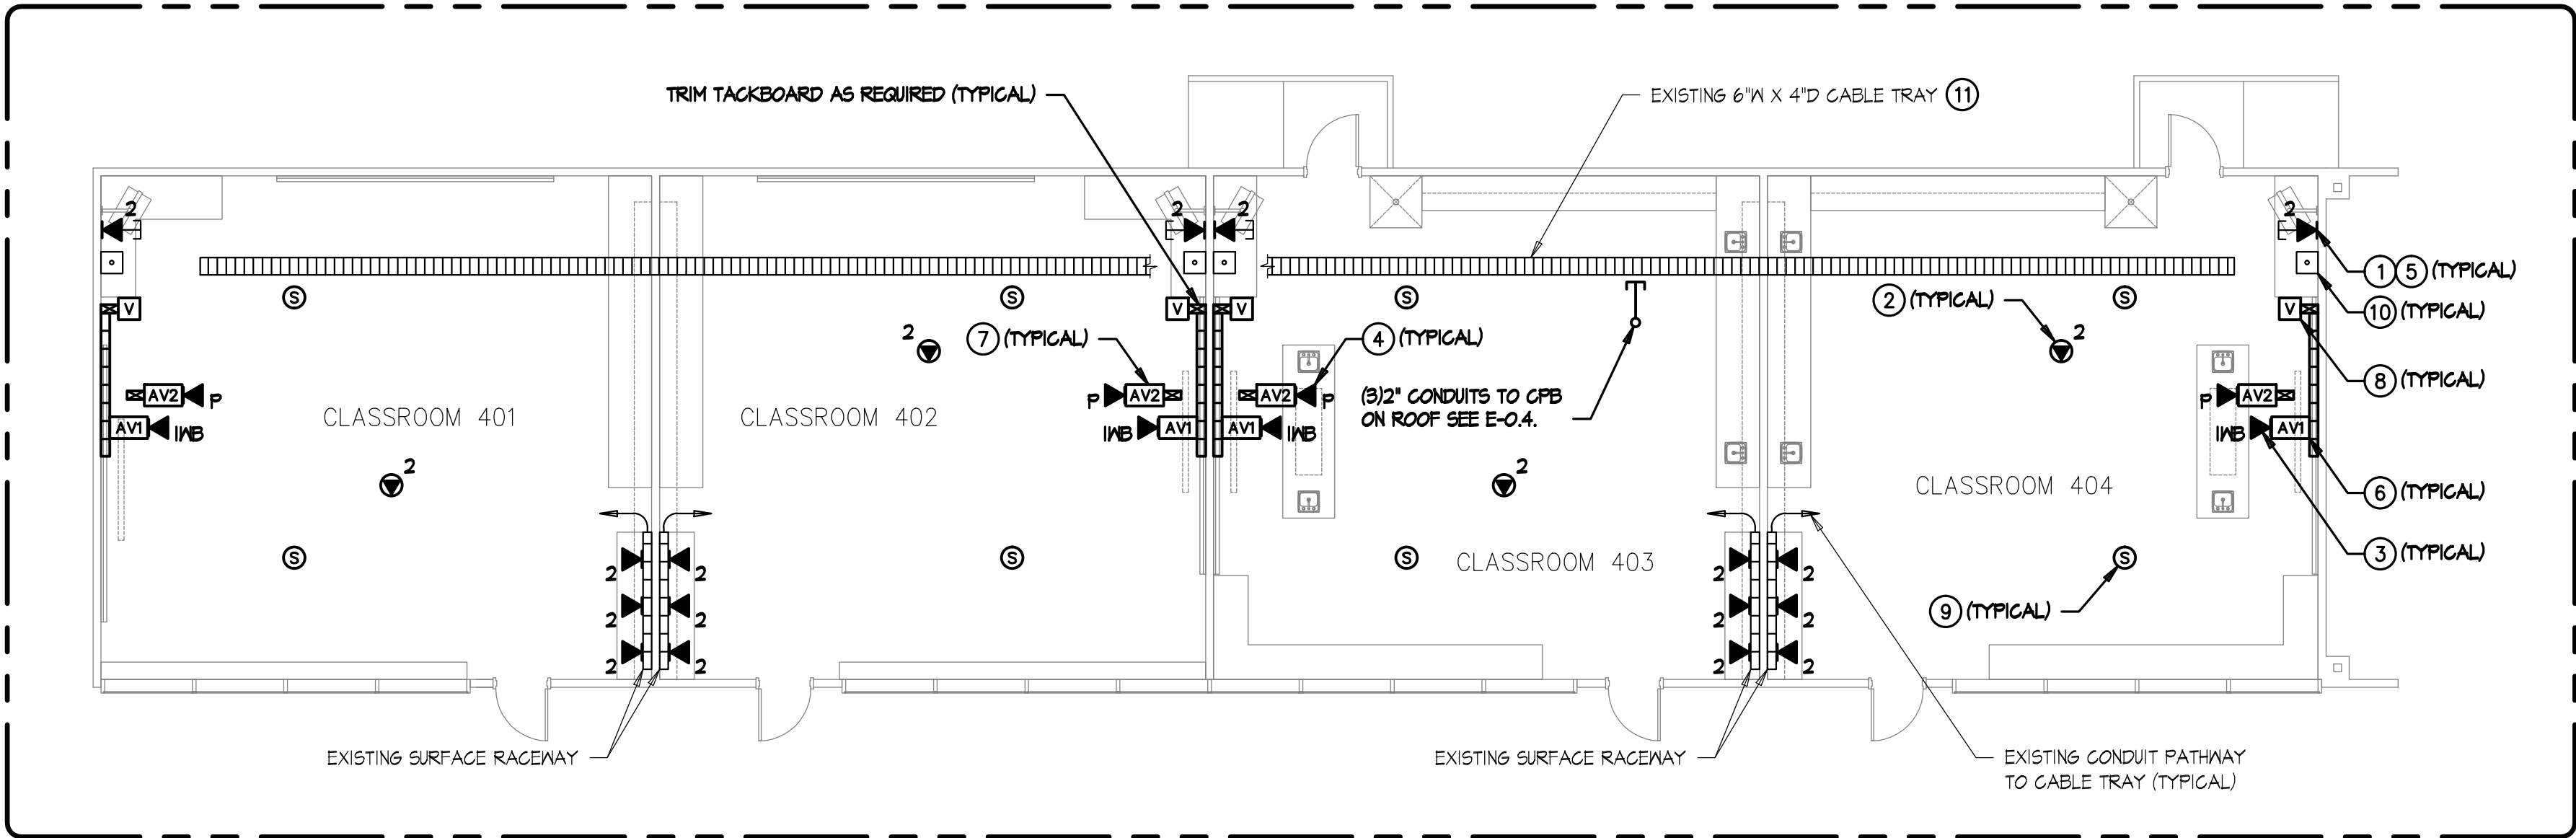 TRIM TACKBOARD AS REQUIRED (TYPICAL)
EXISTING 6"W X 4"D CABLE TRAY 11
2
2
2
2
1 5 (TYPICAL)
S
S
S
2 (TYPICAL)
S
V
V
V
V
10 (TYPICAL)
2
7 (TYPICAL)
4 (TYPICAL)
2
8 (TYPICAL)
AV2 P
P AV2
AV2 P
(3)2" CONDUITS TO CPB
ON ROOF SEE E-0.4.
P AV2
CLASSROOM 401
CLASSROOM 402
AV1 IWB
IWB AV1
AV1 IWB
IWB AV1
2
2
CLASSROOM 404
6 (TYPICAL)
S
S
S
CLASSROOM 403
S
3 (TYPICAL)
2
2
2
2
9 (TYPICAL)
2
2
2
2
2
2
2
2
EXISTING SURFACE RACEWAY
EXISTING SURFACE RACEWAY
EXISTING CONDUIT PATHWAY
TO CABLE TRAY (TYPICAL)